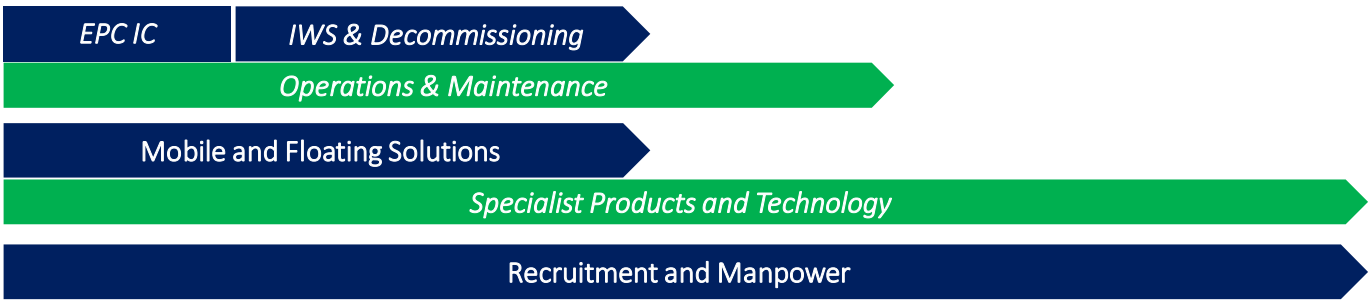 EPC IC
IWS & Decommissioning
Operations & Maintenance
Mobile and Floating Solutions
Specialist Products and Technology
Recruitment and Manpower